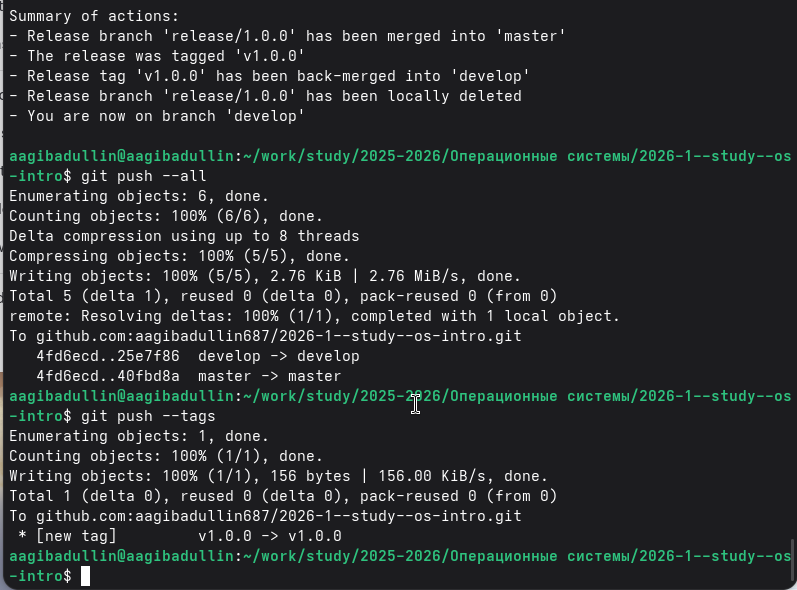 Summary of actions:
- Release branch 'release/1.0.0' has been merged into 'master'
- The release was tagged 'v1.0.0'
- Release tag 'v1.0.0' has been back-merged into 'develop'
- Release branch 'release/1.0.0' has been locally deleted
- You are now on branch 'develop'
aagibadullin@aagibadullin:~/work/study/2025-2026/Операционные системы/2026-1--study--os
-intro$ git push --all
Enumerating objects: 6, done.
Counting objects: 100% (6/6), done.
Delta compression using up to 8 threads
Compressing objects: 100% (5/5), done.
Writing objects: 100% (5/5), 2.76 KiB | 2.76 MiB/s, done.
Total 5 (delta 1), reused 0 (delta 0), pack-reused 0 (from 0)
remote: Resolving deltas: 100% (1/1), completed with 1 local object.
To github.com:aagibadullin687/2026-1--study--os-intro.git
   4fd6ecd..25e7f86  develop -> develop
   4fd6ecd..40fbd8a  master -> master
aagibadullin@aagibadullin:~/work/study/2025-2026/Операционные системы/2026-1--study--os
-intro$ git push --tags
Enumerating objects: 1, done.
Counting objects: 100% (1/1), done.
Writing objects: 100% (1/1), 156 bytes | 156.00 KiB/s, done.
Total 1 (delta 0), reused 0 (delta 0), pack-reused 0 (from 0)
To github.com:aagibadullin687/2026-1--study--os-intro.git
 * [new tag]         v1.0.0 -> v1.0.0
aagibadullin@aagibadullin:~/work/study/2025-2026/Операционные системы/2026-1--study--os
-intro$